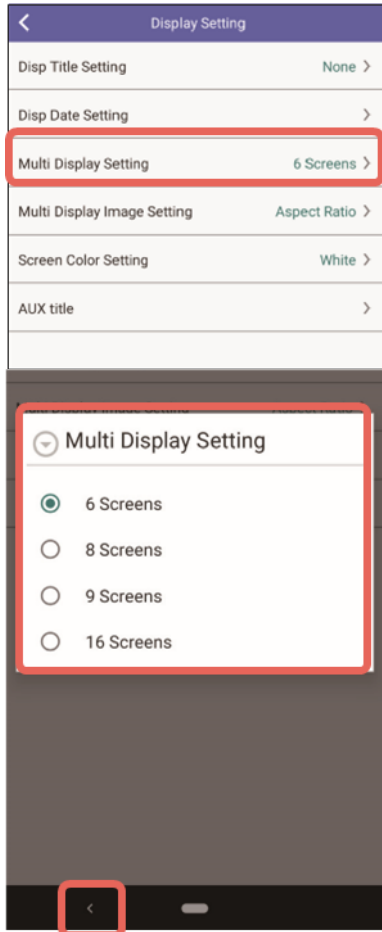 Display Setting
Disp Title Setting None >
Disp Date Setting >
Multi Display Setting 6 Screens >
Multi Display Image Setting Aspect Ratio >
Screen Color Setting White >
AUX title >
Multi Display Setting
6 Screens
8 Screens
9 Screens
16 Screens